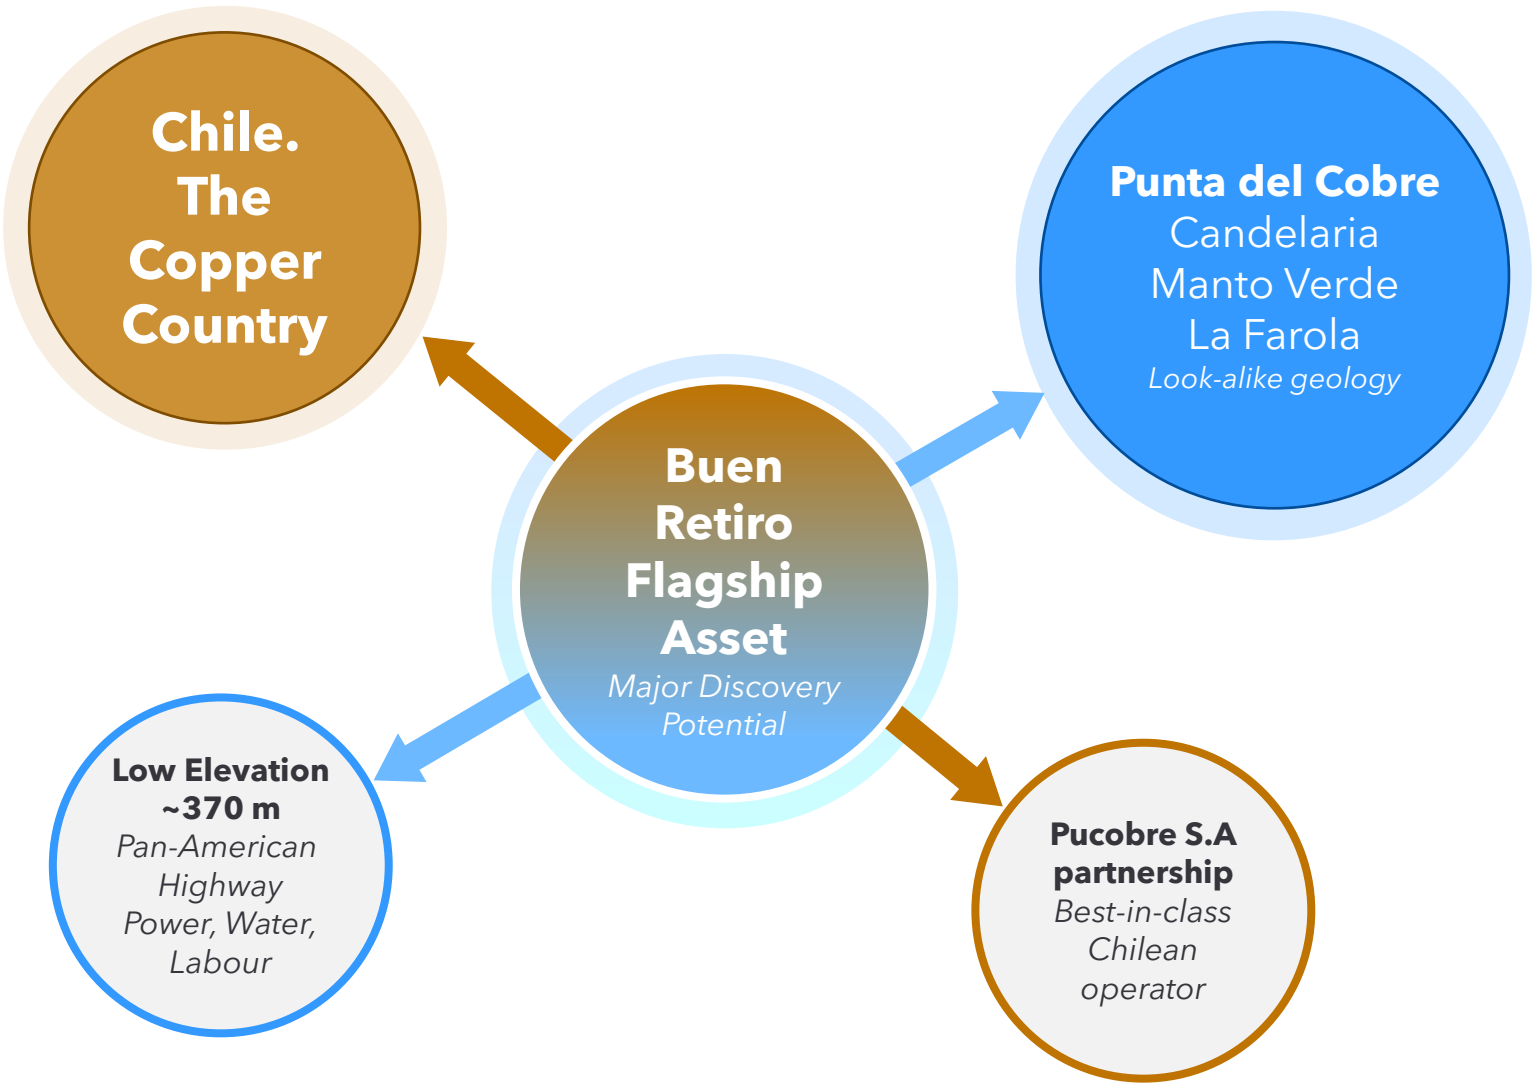 Chile.
The
Copper
Country
Punta del Cobre
Candelaria
Manto Verde
La Farola
Look-alike geology
Buen
Retiro
Flagship
Asset
Major Discovery
Potential
Low Elevation
~370 m
Pan-American
Highway
Power, Water,
Labour
Pucobre S.A
partnership
Best-in-class
Chilean
operator